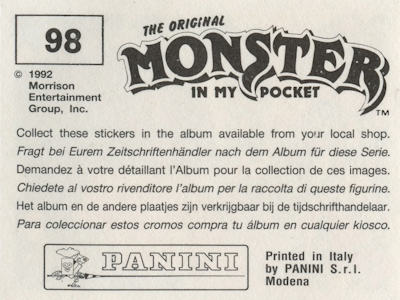 98
© 1992
Morrison
Entertainment
Group, Inc.
THE ORIGINAL
MONSTER
IN MY POCKET
TM
Collect these stickers in the album available from your local shop.
Fragt bei Eurem Zeitschriftenhändler nach dem Album für diese Serie.
Demandez à votre détaillant l'Album pour la collection de ces images.
Chiedete al vostro rivenditore l'album per la raccolta di queste figurine.
Het album en de andere plaatjes zijn verkrijgbaar bij de tijdschrifthandelaar.
Para coleccionar estos cromos compra tu álbum en cualquier kiosco.
PANINI
Printed in Italy
by PANINI S.r.l.
Modena